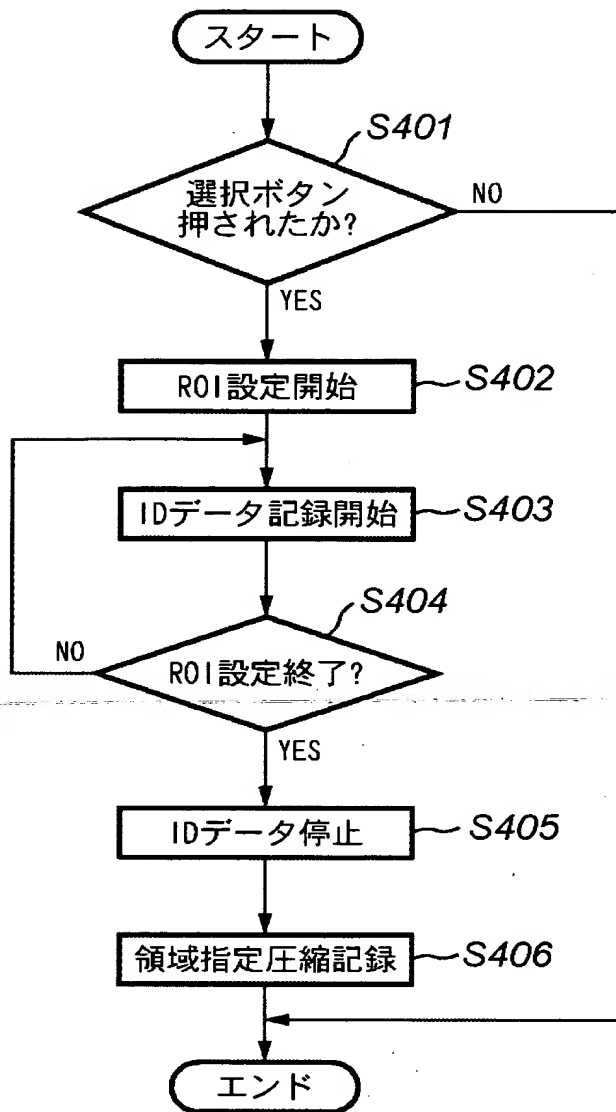 スタート
S401
選択ボタン
押されたか?
NO
YES
ROI設定開始
S402
IDデータ記録開始
S403
S404
ROI設定終了?
NO
YES
IDデータ停止
S405
領域指定圧縮記録
S406
エンド